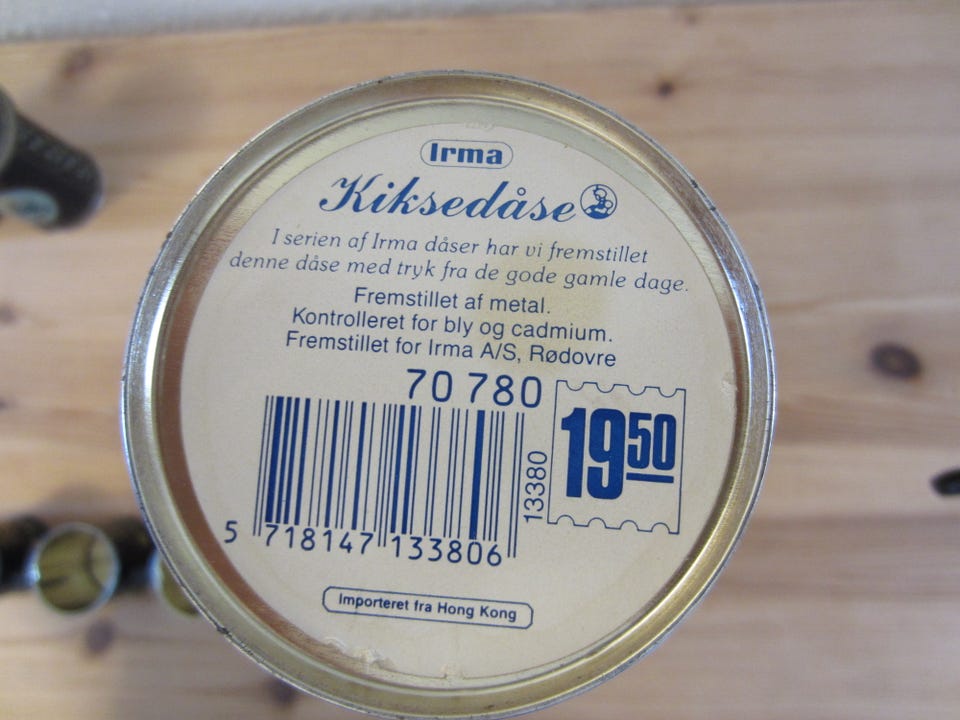 Irma
Kiksedåse
I serien af Irma dåser har vi fremstillet
denne dåse med tryk fra de gode gamle dage.
Fremstillet af metal.
Kontrolleret for bly og cadmium.
Fremstillet for Irma A/S, Rødovre
70 780
13380
19 50
5 718147 133806
Importeret fra Hong Kong